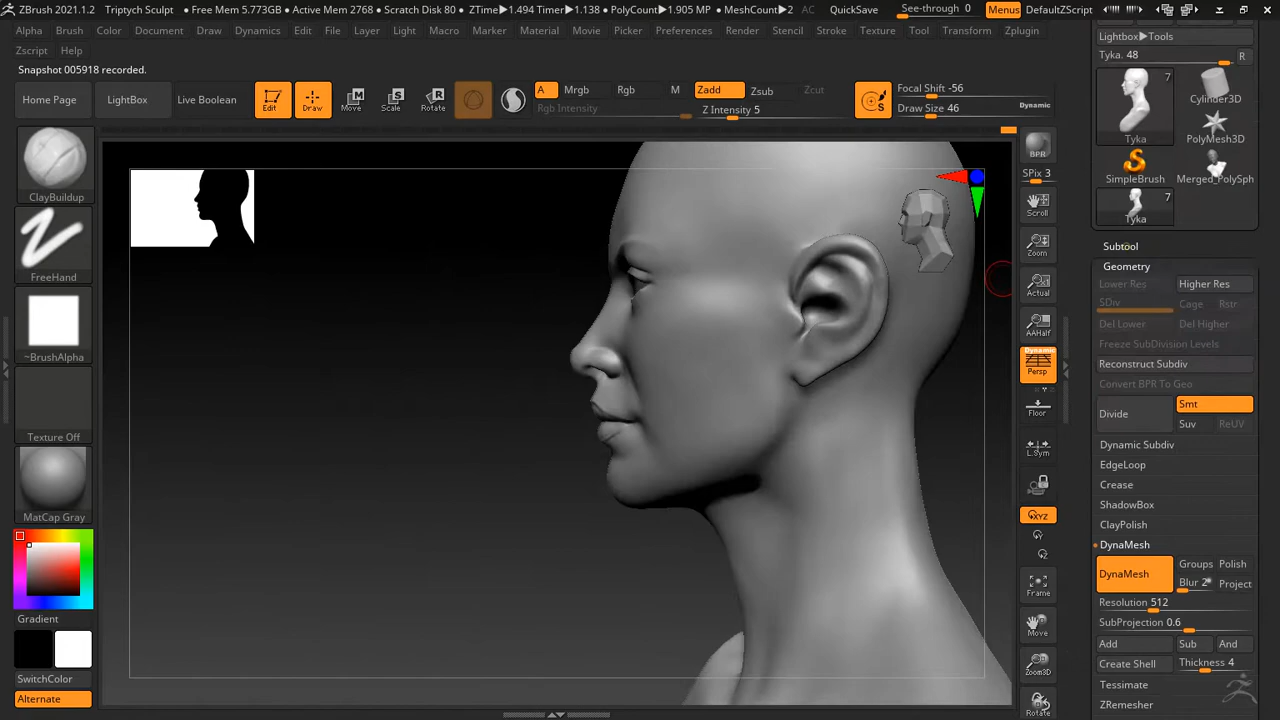 ZBrush 2021.1.2 Triptych Sculpt • Free Mem 5.773GB • Active Mem 2768 • Scratch Disk 80 • ZTime▶1.494 Timer▶1.138 • PolyCount▶1.905 MP • MeshCount▶2 AC QuickSave See-through 0 Menus DefaultZScript
Alpha Brush Color Document Draw Dynamics Edit File Layer Light Macro Marker Material Movie Picker Preferences Render Stencil Stroke Texture Tool Transform Zplugin
Zscript Help
Snapshot 005918 recorded.
Home Page LightBox Live Boolean Edit Draw Move Scale Rotate A Mrgb Rgb M Zadd Zsub Zcut Focal Shift -56
Rgb Intensity Z Intensity 5 Draw Size 46 Dynamic
ClayBuildup
FreeHand
~BrushAlpha
Texture Off
MatCap Gray
Gradient
SwitchColor
Alternate
BPR
SPix 3
Scroll
Zoom
Actual
AAHalf
Dynamic
Persp
Floor
L.Sym
XYZ
Y
Z
Frame
Move
Zoom3D
Rotate
Lightbox▶Tools
Tyka. 48 R
7
Tyka Cylinder3D
PolyMesh3D
SimpleBrush Merged_PolySph
7
Tyka
Subtool
Geometry
Lower Res Higher Res
SDiv Cage Rstr
Del Lower Del Higher
Freeze SubDivision Levels
Reconstruct Subdiv
Convert BPR To Geo
Divide Smt
Suv ReUV
Dynamic Subdiv
EdgeLoop
Crease
ShadowBox
ClayPolish
DynaMesh
DynaMesh Groups Polish
Blur 2 Project
Resolution 512
SubProjection 0.6
Add Sub And
Create Shell Thickness 4
Tessimate
ZRemesher